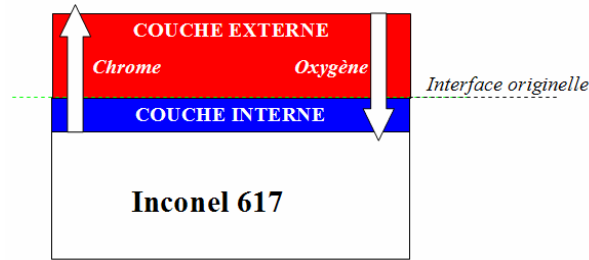 COUCHE EXTERNE
Chrome Oxygène
Interface originelle
COUCHE INTERNE
Inconel 617